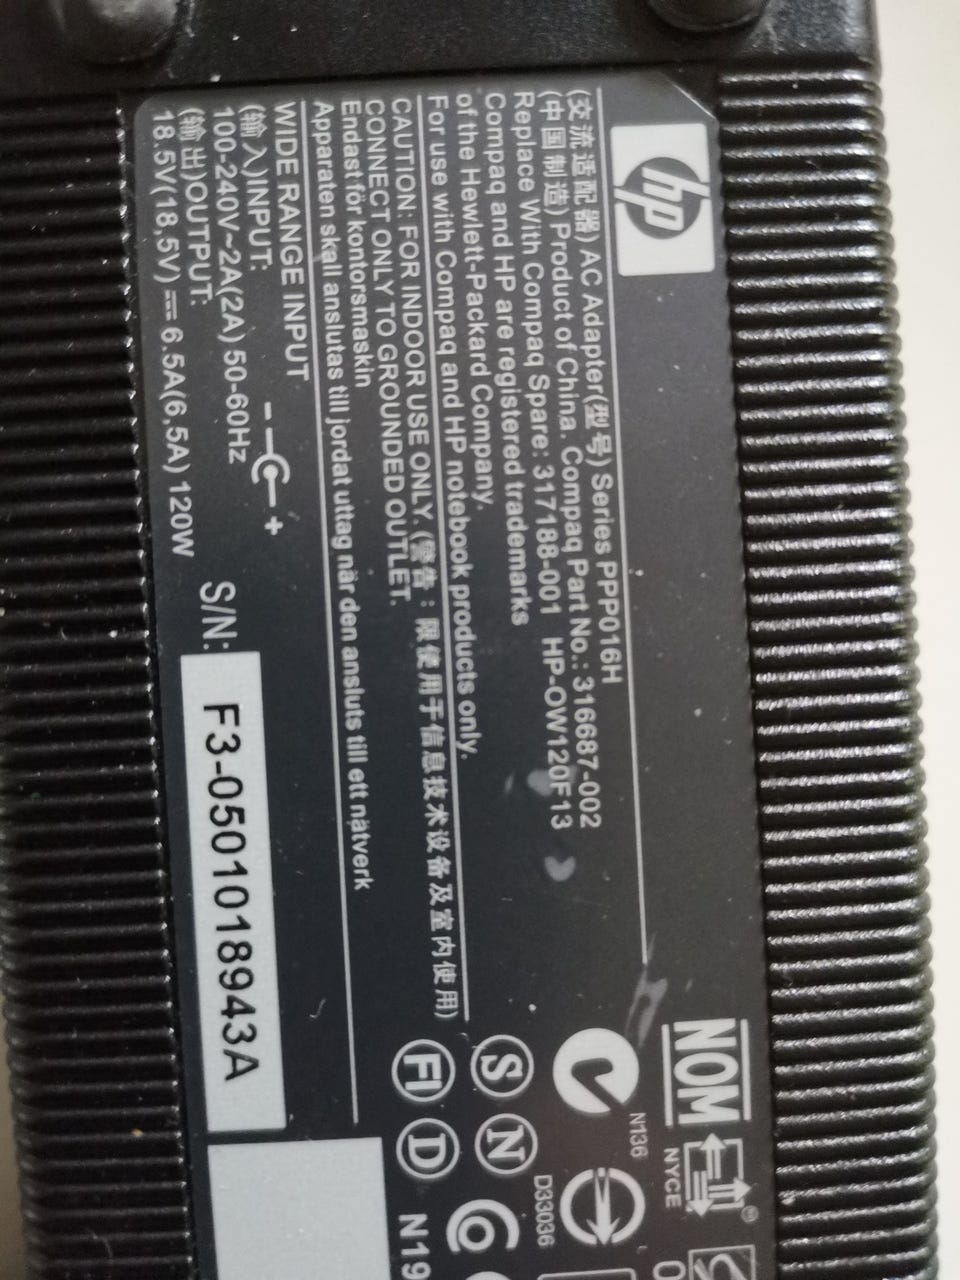 hp
(交流适配器) AC Adapter(型号) Series PPP016H
(中国制造) Product of China. Compaq Part No.: 316687-002
Replace With Compaq Spare: 317188-001 HP-OW120F13
Compaq and HP are registered trademarks
of the Hewlett-Packard Company.
For use with Compaq and HP notebook products only.
CAUTION: FOR INDOOR USE ONLY. (警告：限使用于信息技术设备及室内使用)
CONNECT ONLY TO GROUNDED OUTLET.
Endast för kontorsmaskin
Apparaten skall anslutas till jordat uttag när den ansluts till ett nätverk
WIDE RANGE INPUT
(输入)INPUT:
100-240V~2A(2A) 50-60Hz
(输出)OUTPUT:
18.5V(18,5V) ⎓ 6.5A(6,5A) 120W
- +
S/N:
F3-0501018943A
NOM
NYCE
N136
D33036
S N
FI D
N19